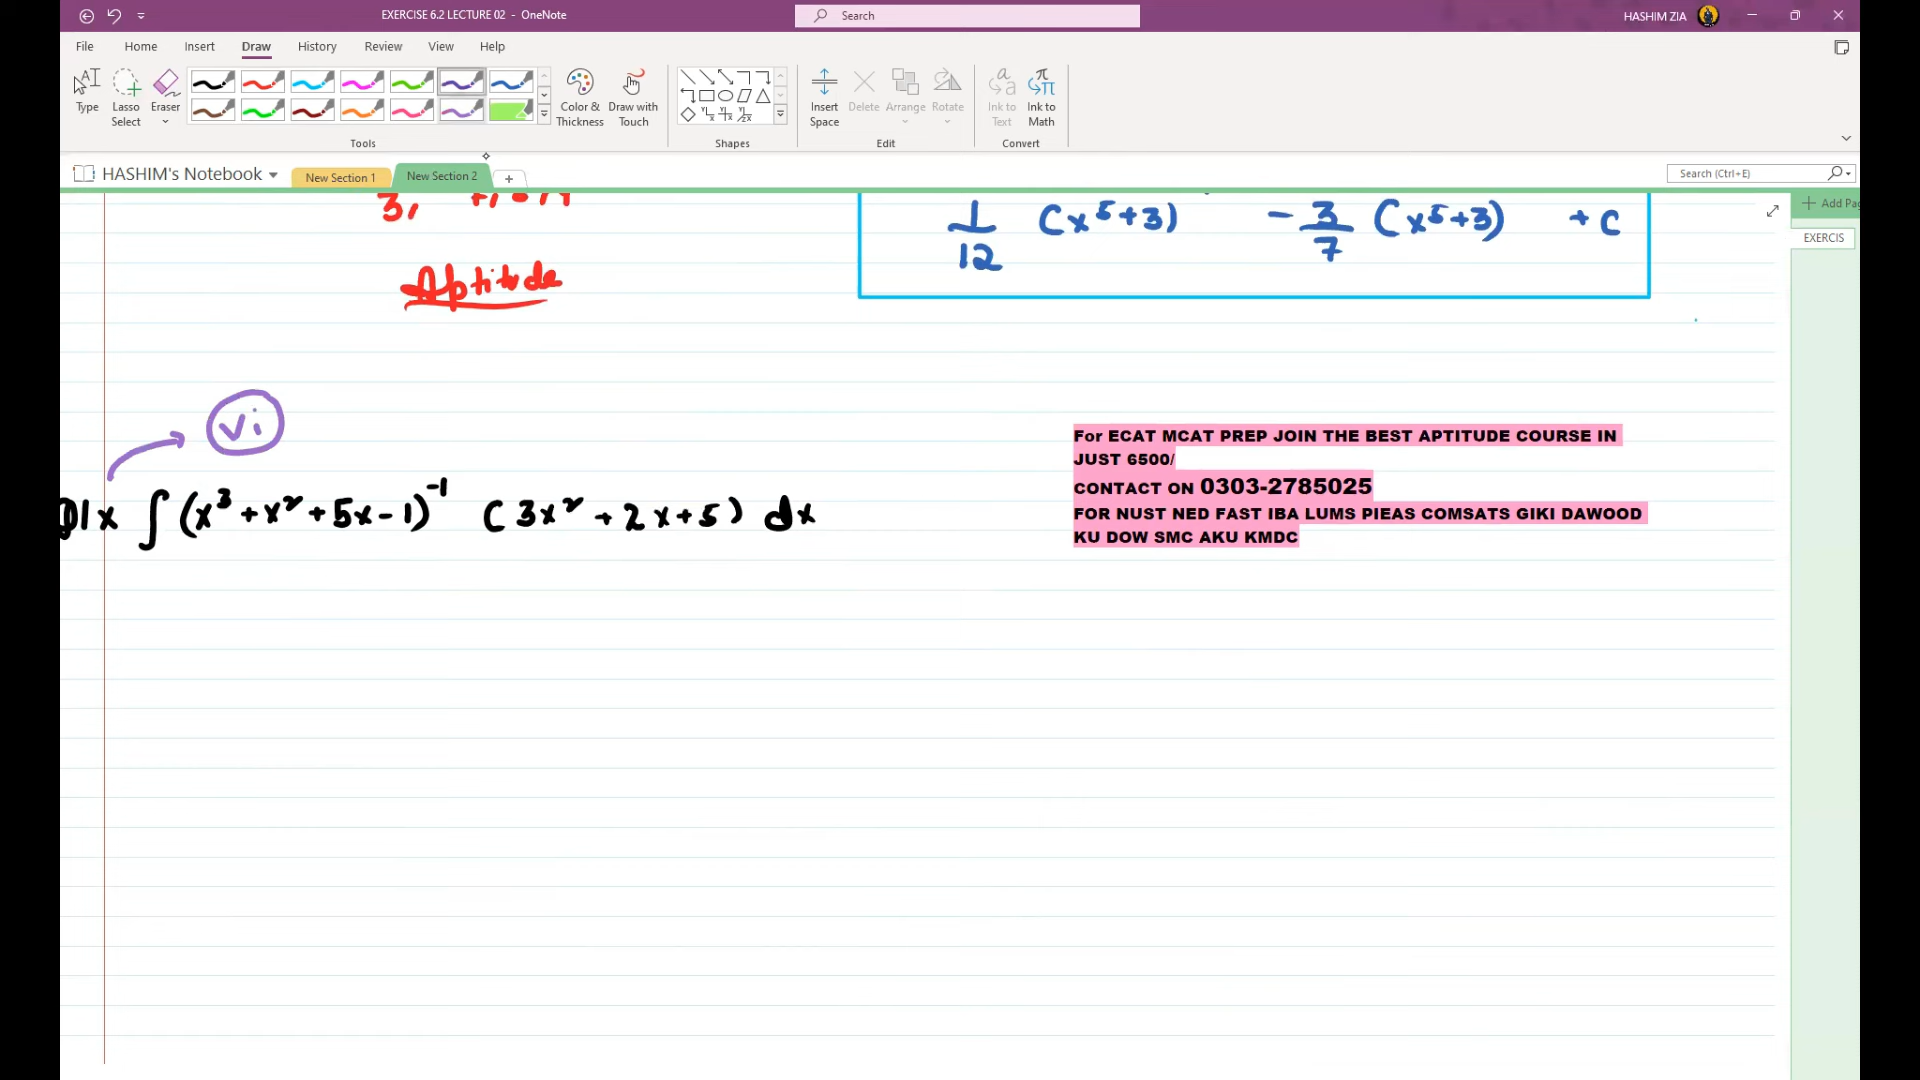 EXERCISE 6.2 LECTURE 02 - OneNote
Search
HASHIM ZIA
File Home Insert Draw History Review View Help
Type
Lasso Select
Eraser
Color & Thickness
Draw with Touch
Insert Space
Delete
Arrange
Rotate
Ink to Text
Ink to Math
Tools
Shapes
Edit
Convert
HASHIM's Notebook
New Section 1
New Section 2
Search (Ctrl+E)
Add Pag
EXERCIS
1/12 (x⁵+3) - 3/7 (x⁵+3) + c
Aptitude
vi
For ECAT MCAT PREP JOIN THE BEST APTITUDE COURSE IN
JUST 6500/
CONTACT ON 0303-2785025
FOR NUST NED FAST IBA LUMS PIEAS COMSATS GIKI DAWOOD
KU DOW SMC AKU KMDC
∫(x³+x²+5x-1)⁻¹ (3x²+2x+5) dx